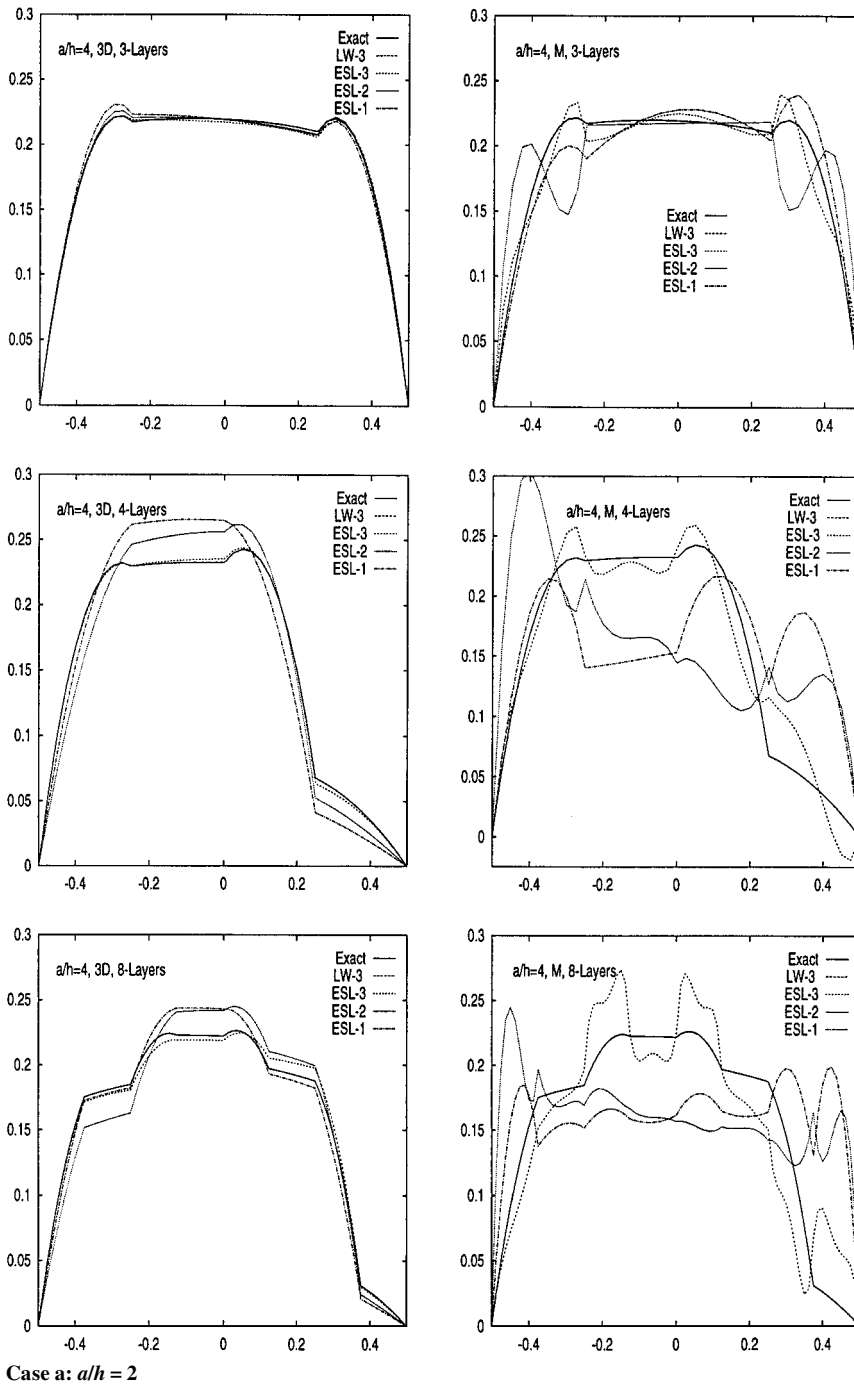 0.3
0.25
0.2
0.15
0.1
0.05
0
-0.4 -0.2 0 0.2 0.4
a/h=4, 3D, 3-Layers
Exact
LW-3
ESL-3
ESL-2
ESL-1
0.3
0.25
0.2
0.15
0.1
0.05
0
-0.4 -0.2 0 0.2 0.4
a/h=4, M, 3-Layers
Exact
LW-3
ESL-3
ESL-2
ESL-1
0.3
0.25
0.2
0.15
0.1
0.05
0
-0.4 -0.2 0 0.2 0.4
a/h=4, 3D, 4-Layers
Exact
LW-3
ESL-3
ESL-2
ESL-1
0.3
0.25
0.2
0.15
0.1
0.05
0
-0.4 -0.2 0 0.2 0.4
a/h=4, M, 4-Layers
Exact
LW-3
ESL-3
ESL-2
ESL-1
0.3
0.25
0.2
0.15
0.1
0.05
0
-0.4 -0.2 0 0.2 0.4
a/h=4, 3D, 8-Layers
Exact
LW-3
ESL-3
ESL-2
ESL-1
0.3
0.25
0.2
0.15
0.1
0.05
0
-0.4 -0.2 0 0.2 0.4
a/h=4, M, 8-Layers
Exact
LW-3
ESL-3
ESL-2
ESL-1
Case a: a/h = 2